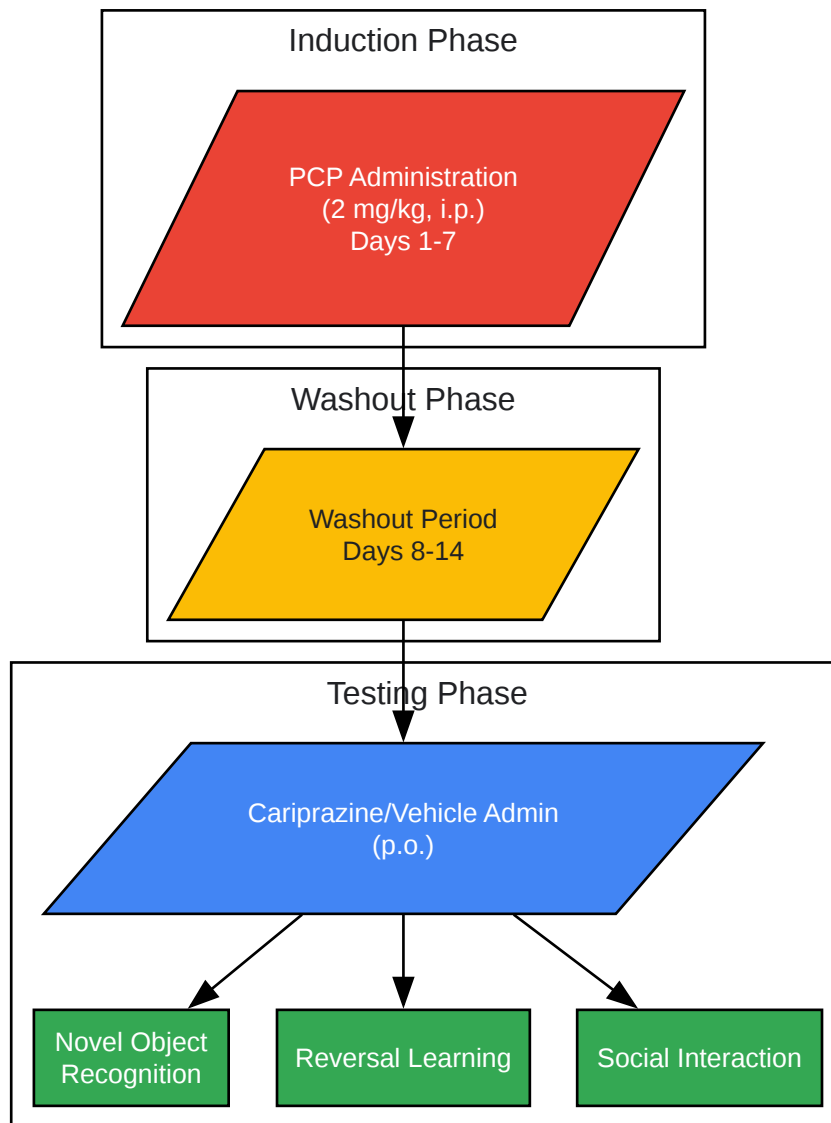 Induction Phase
PCP Administration
(2 mg/kg, i.p.)
Days 1-7
Washout Phase
Washout Period
Days 8-14
Testing Phase
Cariprazine/Vehicle Admin
(p.o.)
Novel Object
Recognition
Reversal Learning
Social Interaction